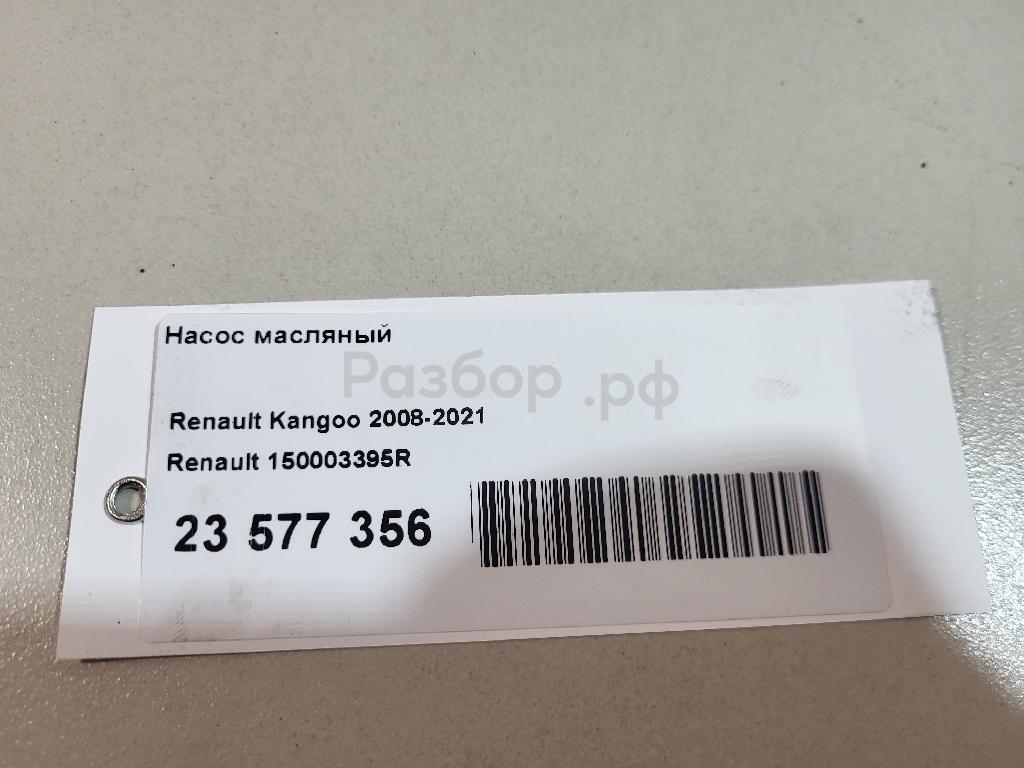 Насос масляный
Разбор.рф
Renault Kangoo 2008-2021
Renault 150003395R
23 577 356